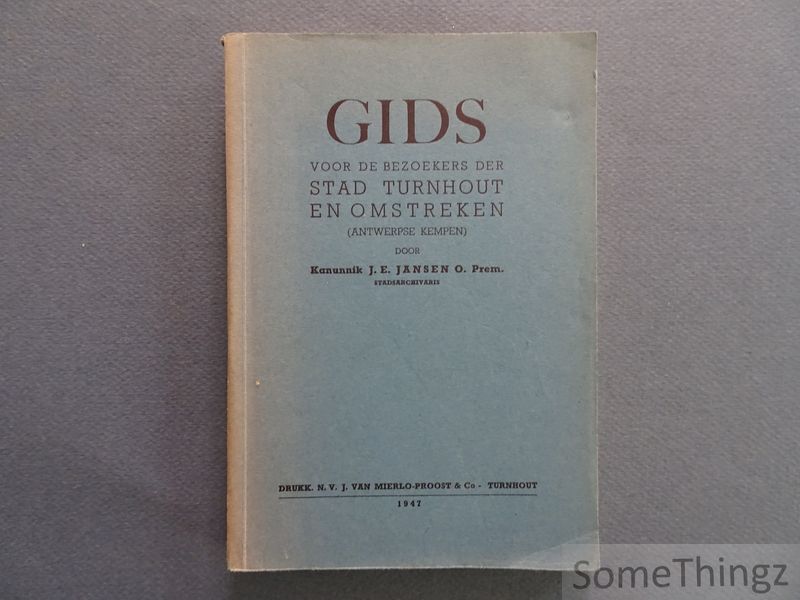 GIDS
VOOR DE BEZOEKERS DER
STAD TURNHOUT
EN OMSTREKEN
(ANTWERPSE KEMPEN)
DOOR
Kanunnik J. E. JANSEN O. Prem.
STADSARCHIVARIS
DRUKK. N. V. J. VAN MIERLO-PROOST & Co - TURNHOUT
1947
SomeThingz